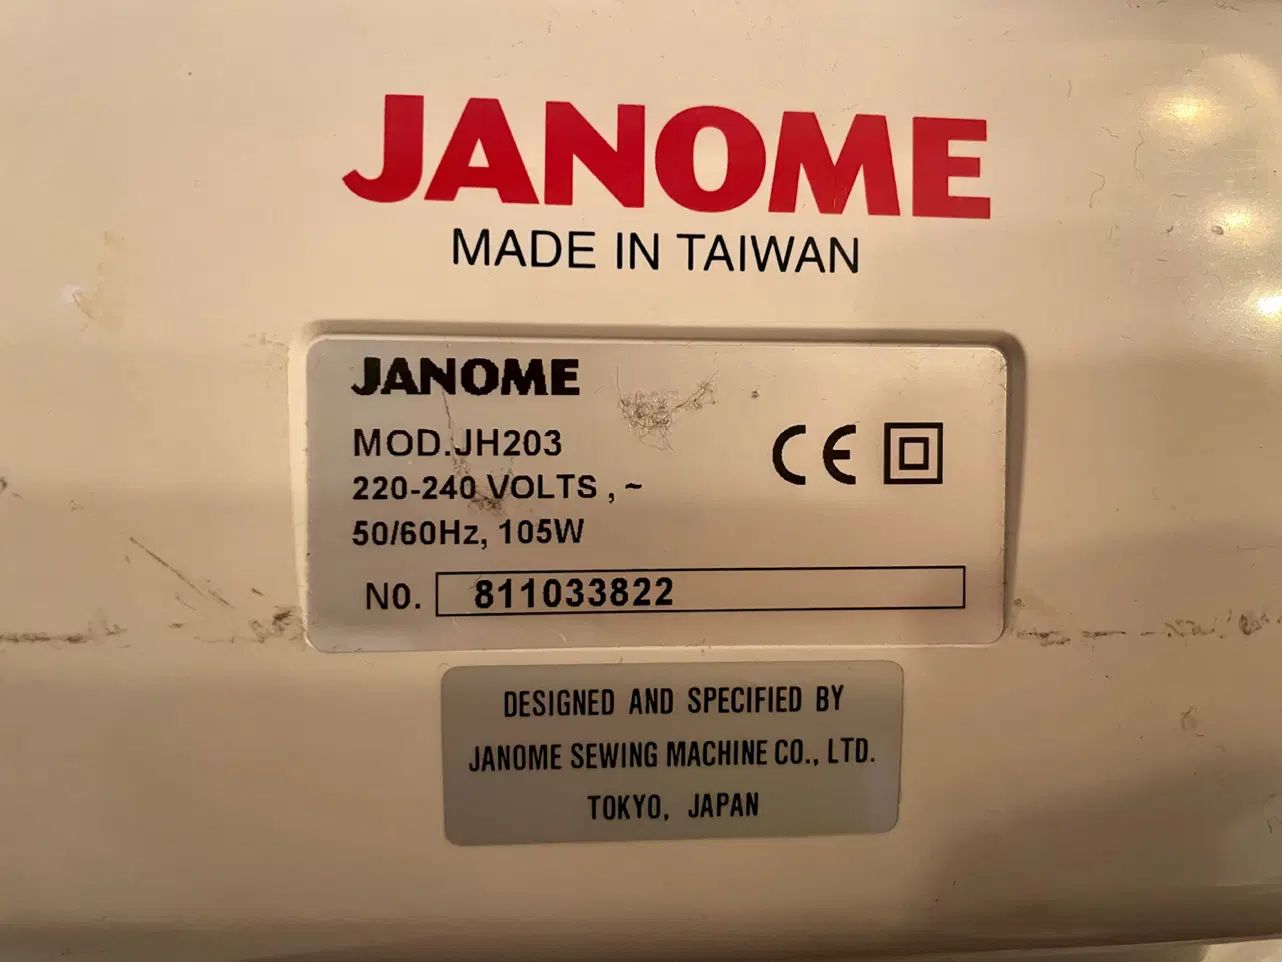 JANOME
MADE IN TAIWAN
JANOME
MOD.JH203
220-240 VOLTS , ~
50/60Hz, 105W
CE
NO. 811033822
DESIGNED AND SPECIFIED BY
JANOME SEWING MACHINE CO., LTD.
TOKYO, JAPAN